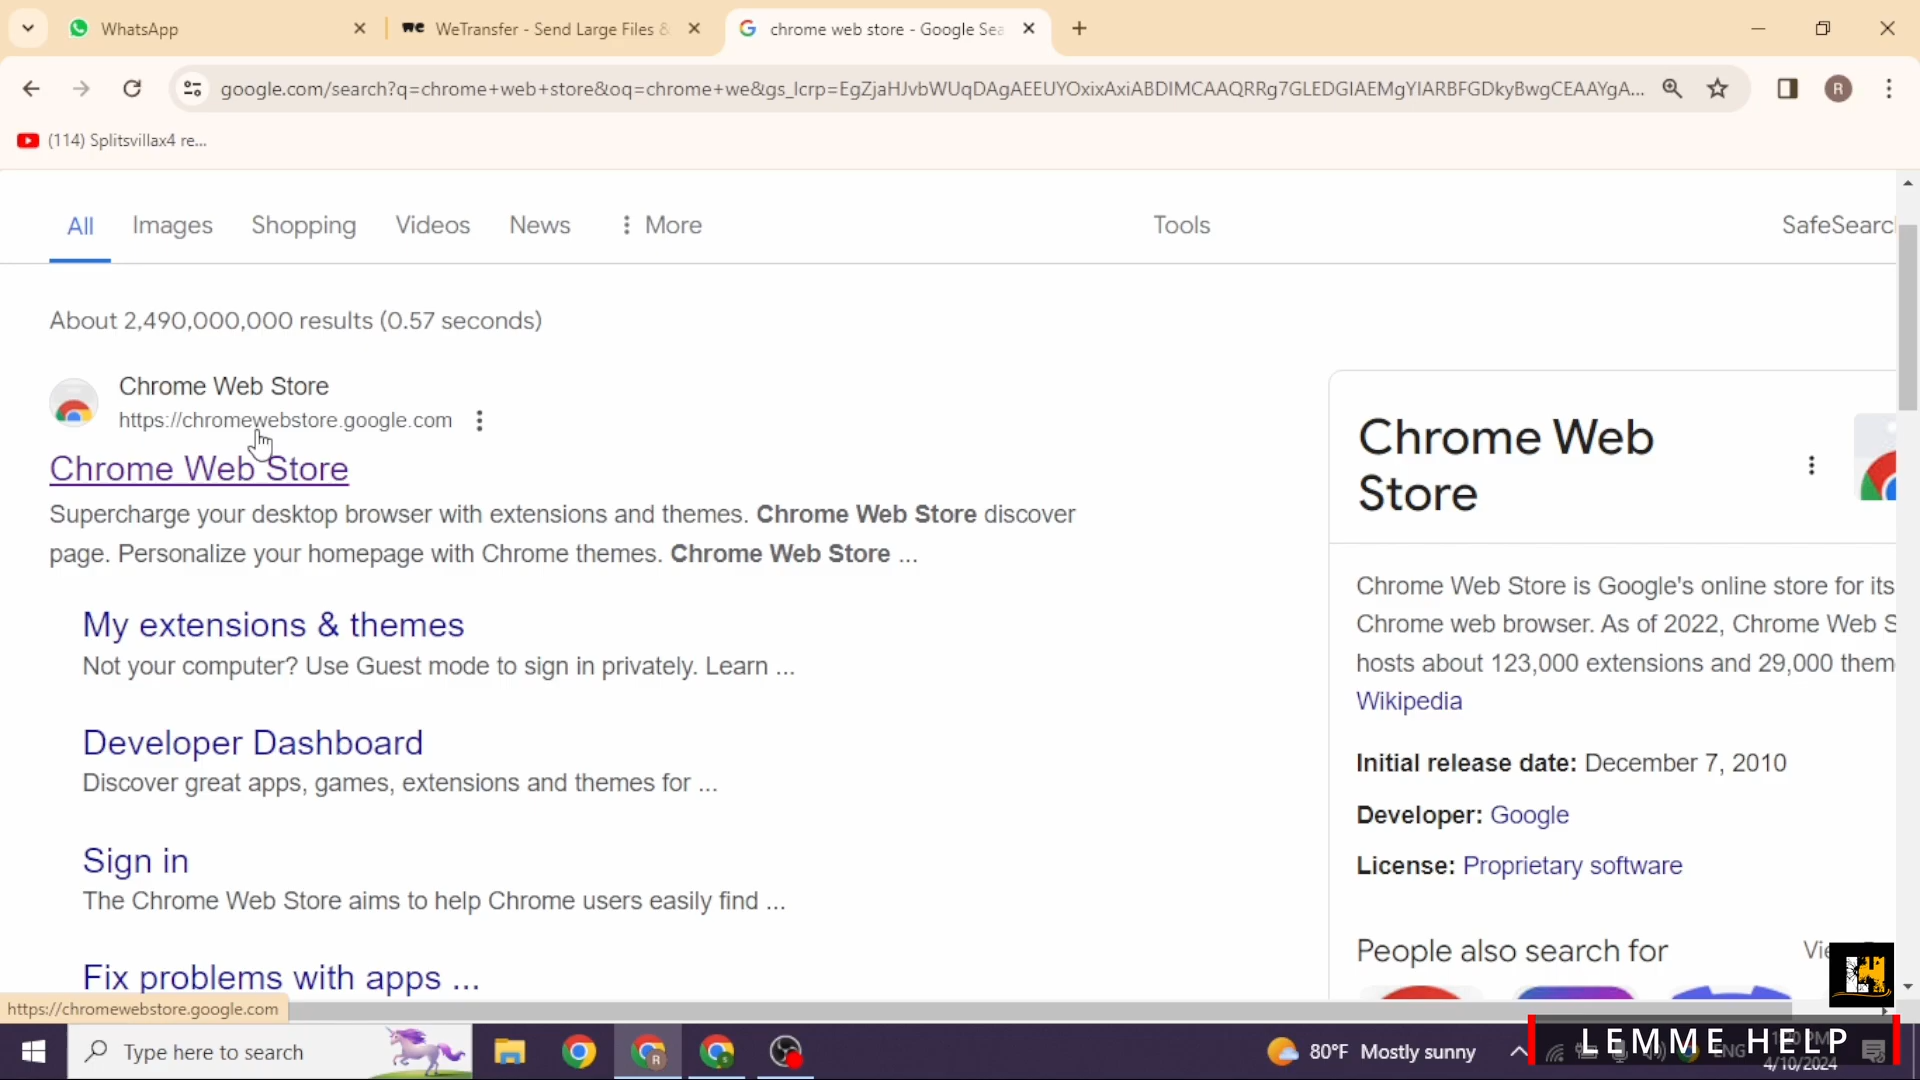 WhatsApp
WeTransfer - Send Large Files &
chrome web store - Google Sea
google.com/search?q=chrome+web+store&oq=chrome+we&gs_lcrp=EgZjaHJvbWUqDAgAEEUYOxixAxiABDIMCAAQRRg7GLEDGIAEMgYIARBFGDkyBwgCEAAYgA...
R
(114) Splitsvillax4 re...
All
Images
Shopping
Videos
News
More
Tools
SafeSearc
About 2,490,000,000 results (0.57 seconds)
Chrome Web Store
https://chromewebstore.google.com
Chrome Web Store
Supercharge your desktop browser with extensions and themes. Chrome Web Store discover
page. Personalize your homepage with Chrome themes. Chrome Web Store ...
My extensions & themes
Not your computer? Use Guest mode to sign in privately. Learn ...
Developer Dashboard
Discover great apps, games, extensions and themes for ...
Sign in
The Chrome Web Store aims to help Chrome users easily find ...
Fix problems with apps ...
Chrome Web
Store
Chrome Web Store is Google's online store for its
Chrome web browser. As of 2022, Chrome Web S
hosts about 123,000 extensions and 29,000 them
Wikipedia
Initial release date: December 7, 2010
Developer: Google
License: Proprietary software
People also search for
https://chromewebstore.google.com
Type here to search
80°F Mostly sunny
LEMME HELP
ENG
4/10/2024